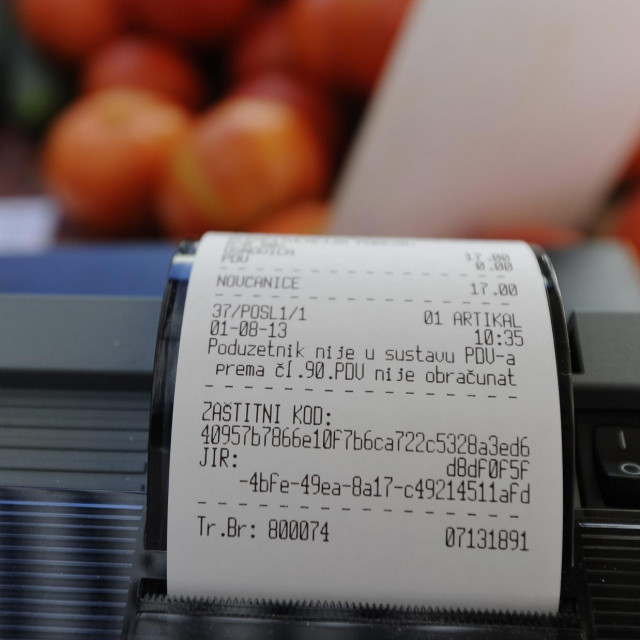 17.00
PDV 0.00
NOVČANICE 17.00
37/POSL1/1 01 ARTIKAL
01-08-13 10:35
Poduzetnik nije u sustavu PDV-a
prema čl.90.PDV nije obračunat
ZAŠTITNI KOD:
40957b7866e10f7b6ca722c5328a3ed6
JIR: d8df0f5f
-4bfe-49ea-8a17-c49214511afd
Tr.Br: 800074 07131891